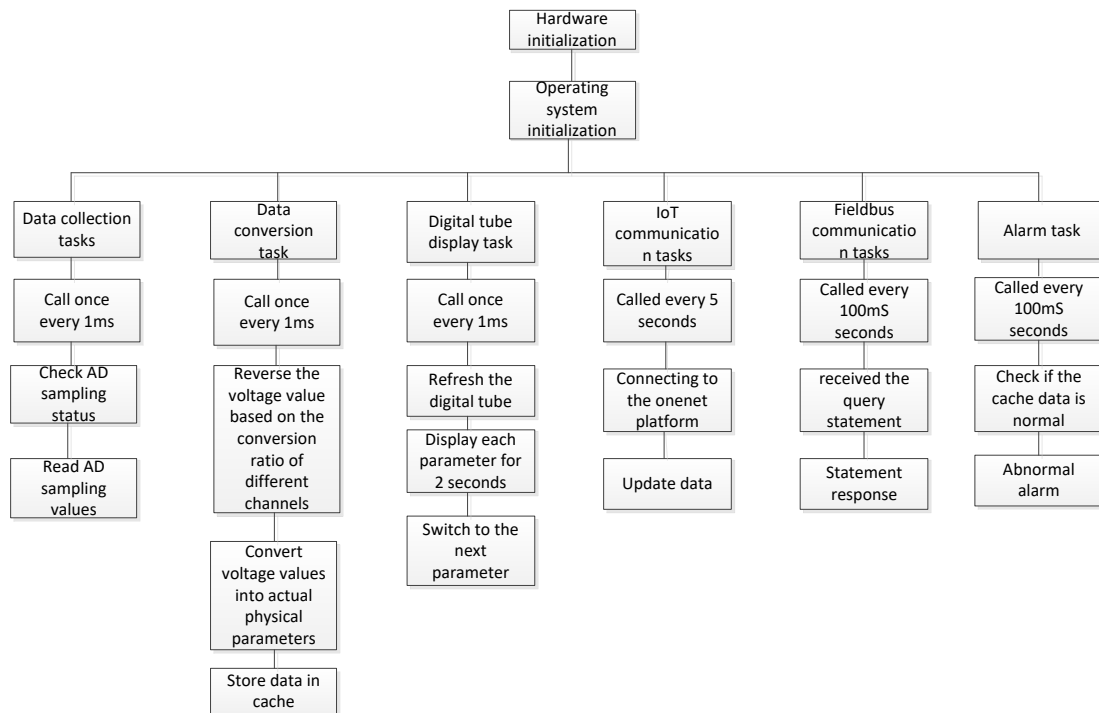 Hardware
initialization
Operating
system
initialization
Data collection
tasks
Call once
every 1ms
Check AD
sampling
status
Read AD
sampling
values
Data
conversion
task
Call once
every 1ms
Reverse the
voltage value
based on the
conversion
ratio of
different
channels
Convert
voltage values
into actual
physical
parameters
Store data in
cache
Digital tube
display task
Call once
every 1ms
Refresh the
digital tube
Display each
parameter for
2 seconds
Switch to the
next
parameter
IoT
communicatio
n tasks
Called every 5
seconds
Connecting to
the onenet
platform
Update data
Fieldbus
communicatio
n tasks
Called every
100mS
seconds
received the
query
statement
Statement
response
Alarm task
Called every
100mS
seconds
Check if the
cache data is
normal
Abnormal
alarm